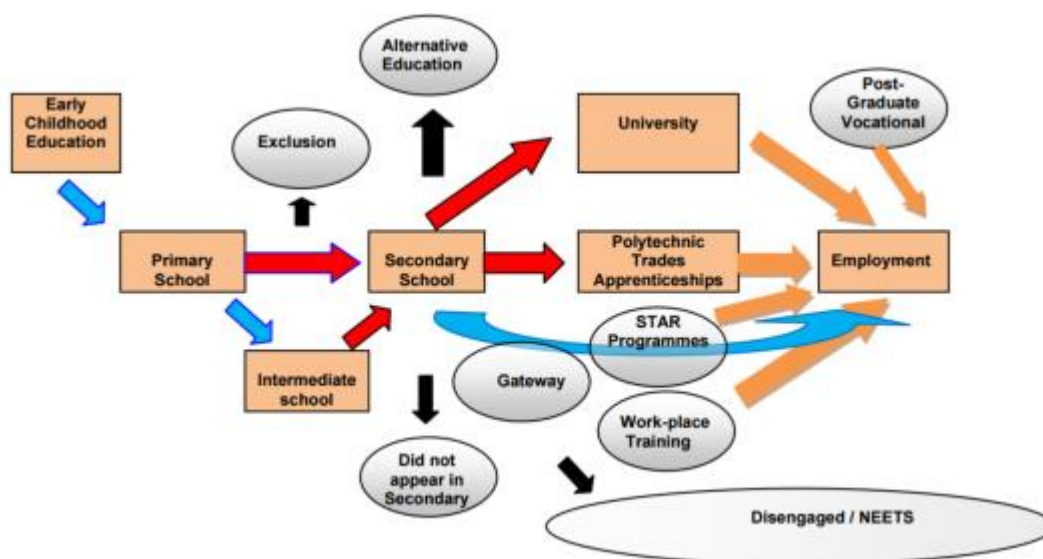 Alternative
Education
Early
Childhood
Education
Exclusion
University
Post-
Graduate
Vocational
Primary
School
Secondary
School
Polytechnic
Trades
Apprenticeships
Employment
STAR
Programmes
Intermediate
school
Gateway
Work-place
Training
Did not
appear in
Secondary
Disengaged / NEETS